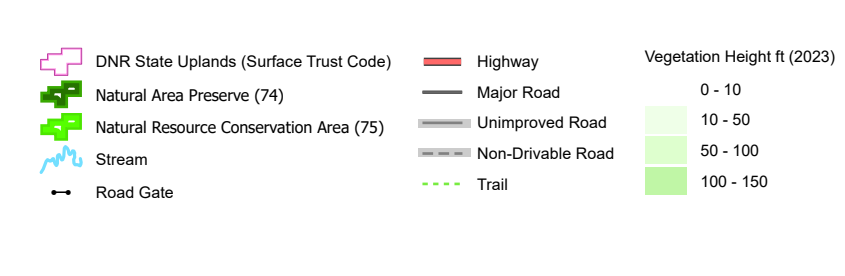 DNR State Uplands (Surface Trust Code)
Natural Area Preserve (74)
Natural Resource Conservation Area (75)
Stream
Road Gate
Highway
Major Road
Unimproved Road
Non-Drivable Road
Trail
Vegetation Height ft (2023)
0 - 10
10 - 50
50 - 100
100 - 150